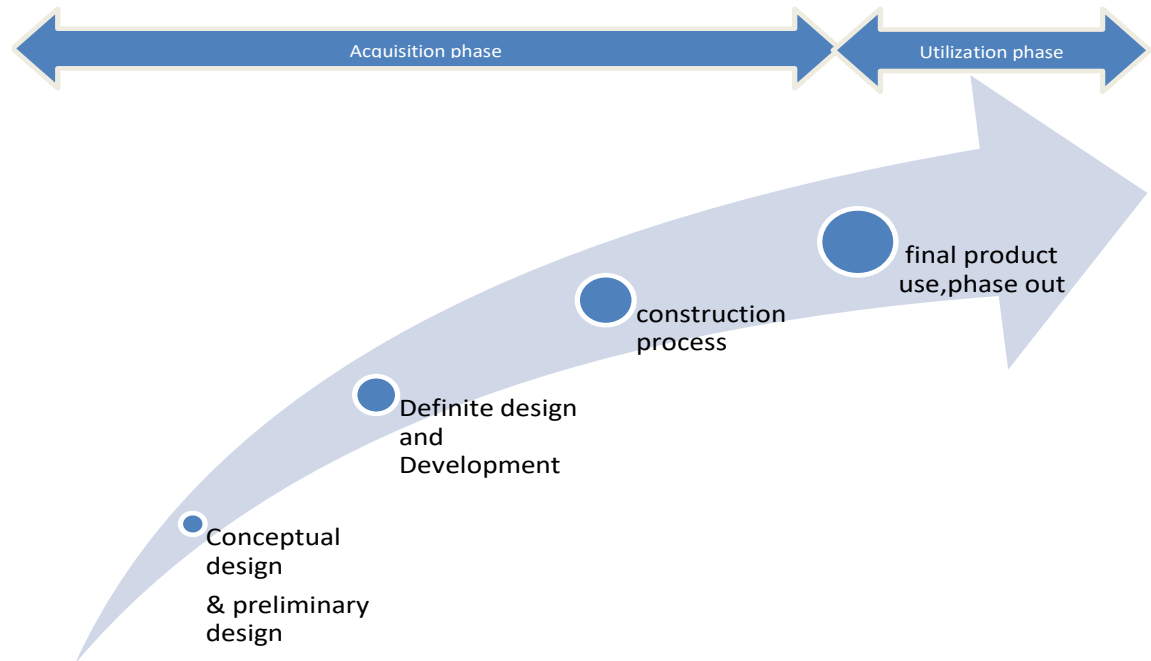 Acquisition phase
Utilization phase
final product
use,phase out
construction
process
Definite design
and
Development
Conceptual
design
& preliminary
design